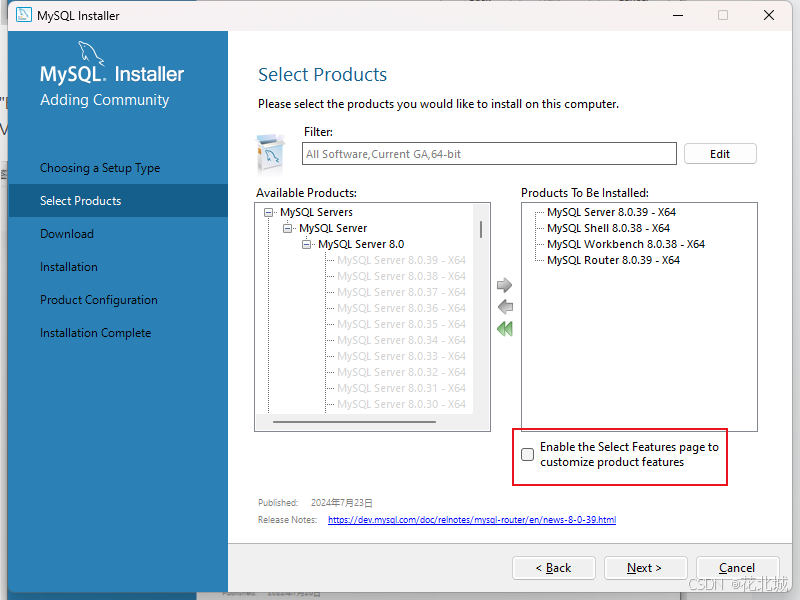 MySQL Installer
MySQL. Installer
Adding Community
Choosing a Setup Type
Select Products
Download
Installation
Product Configuration
Installation Complete
Select Products
Please select the products you would like to install on this computer.
Filter:
All Software,Current GA,64-bit
Edit
Available Products:
MySQL Servers
MySQL Server
MySQL Server 8.0
MySQL Server 8.0.39 - X64
MySQL Server 8.0.38 - X64
MySQL Server 8.0.37 - X64
MySQL Server 8.0.36 - X64
MySQL Server 8.0.35 - X64
MySQL Server 8.0.34 - X64
MySQL Server 8.0.33 - X64
MySQL Server 8.0.32 - X64
MySQL Server 8.0.31 - X64
MySQL Server 8.0.30 - X64
Products To Be Installed:
MySQL Server 8.0.39 - X64
MySQL Shell 8.0.38 - X64
MySQL Workbench 8.0.38 - X64
MySQL Router 8.0.39 - X64
Enable the Select Features page to
customize product features
Published: 2024年7月23日
Release Notes: https://dev.mysql.com/doc/relnotes/mysql-router/en/news-8-0-39.html
< Back
Next >
Cancel
CSDN @花北城